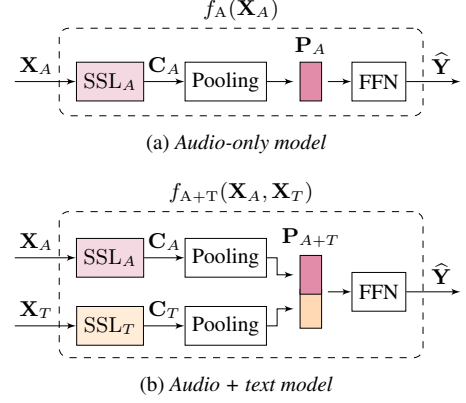 f_A(X_A)
X_A SSL_A C_A Pooling P_A FFN Ŷ
(a) Audio-only model
f_{A+T}(X_A, X_T)
X_A SSL_A C_A Pooling P_{A+T}
FFN Ŷ
X_T SSL_T C_T Pooling
(b) Audio + text model